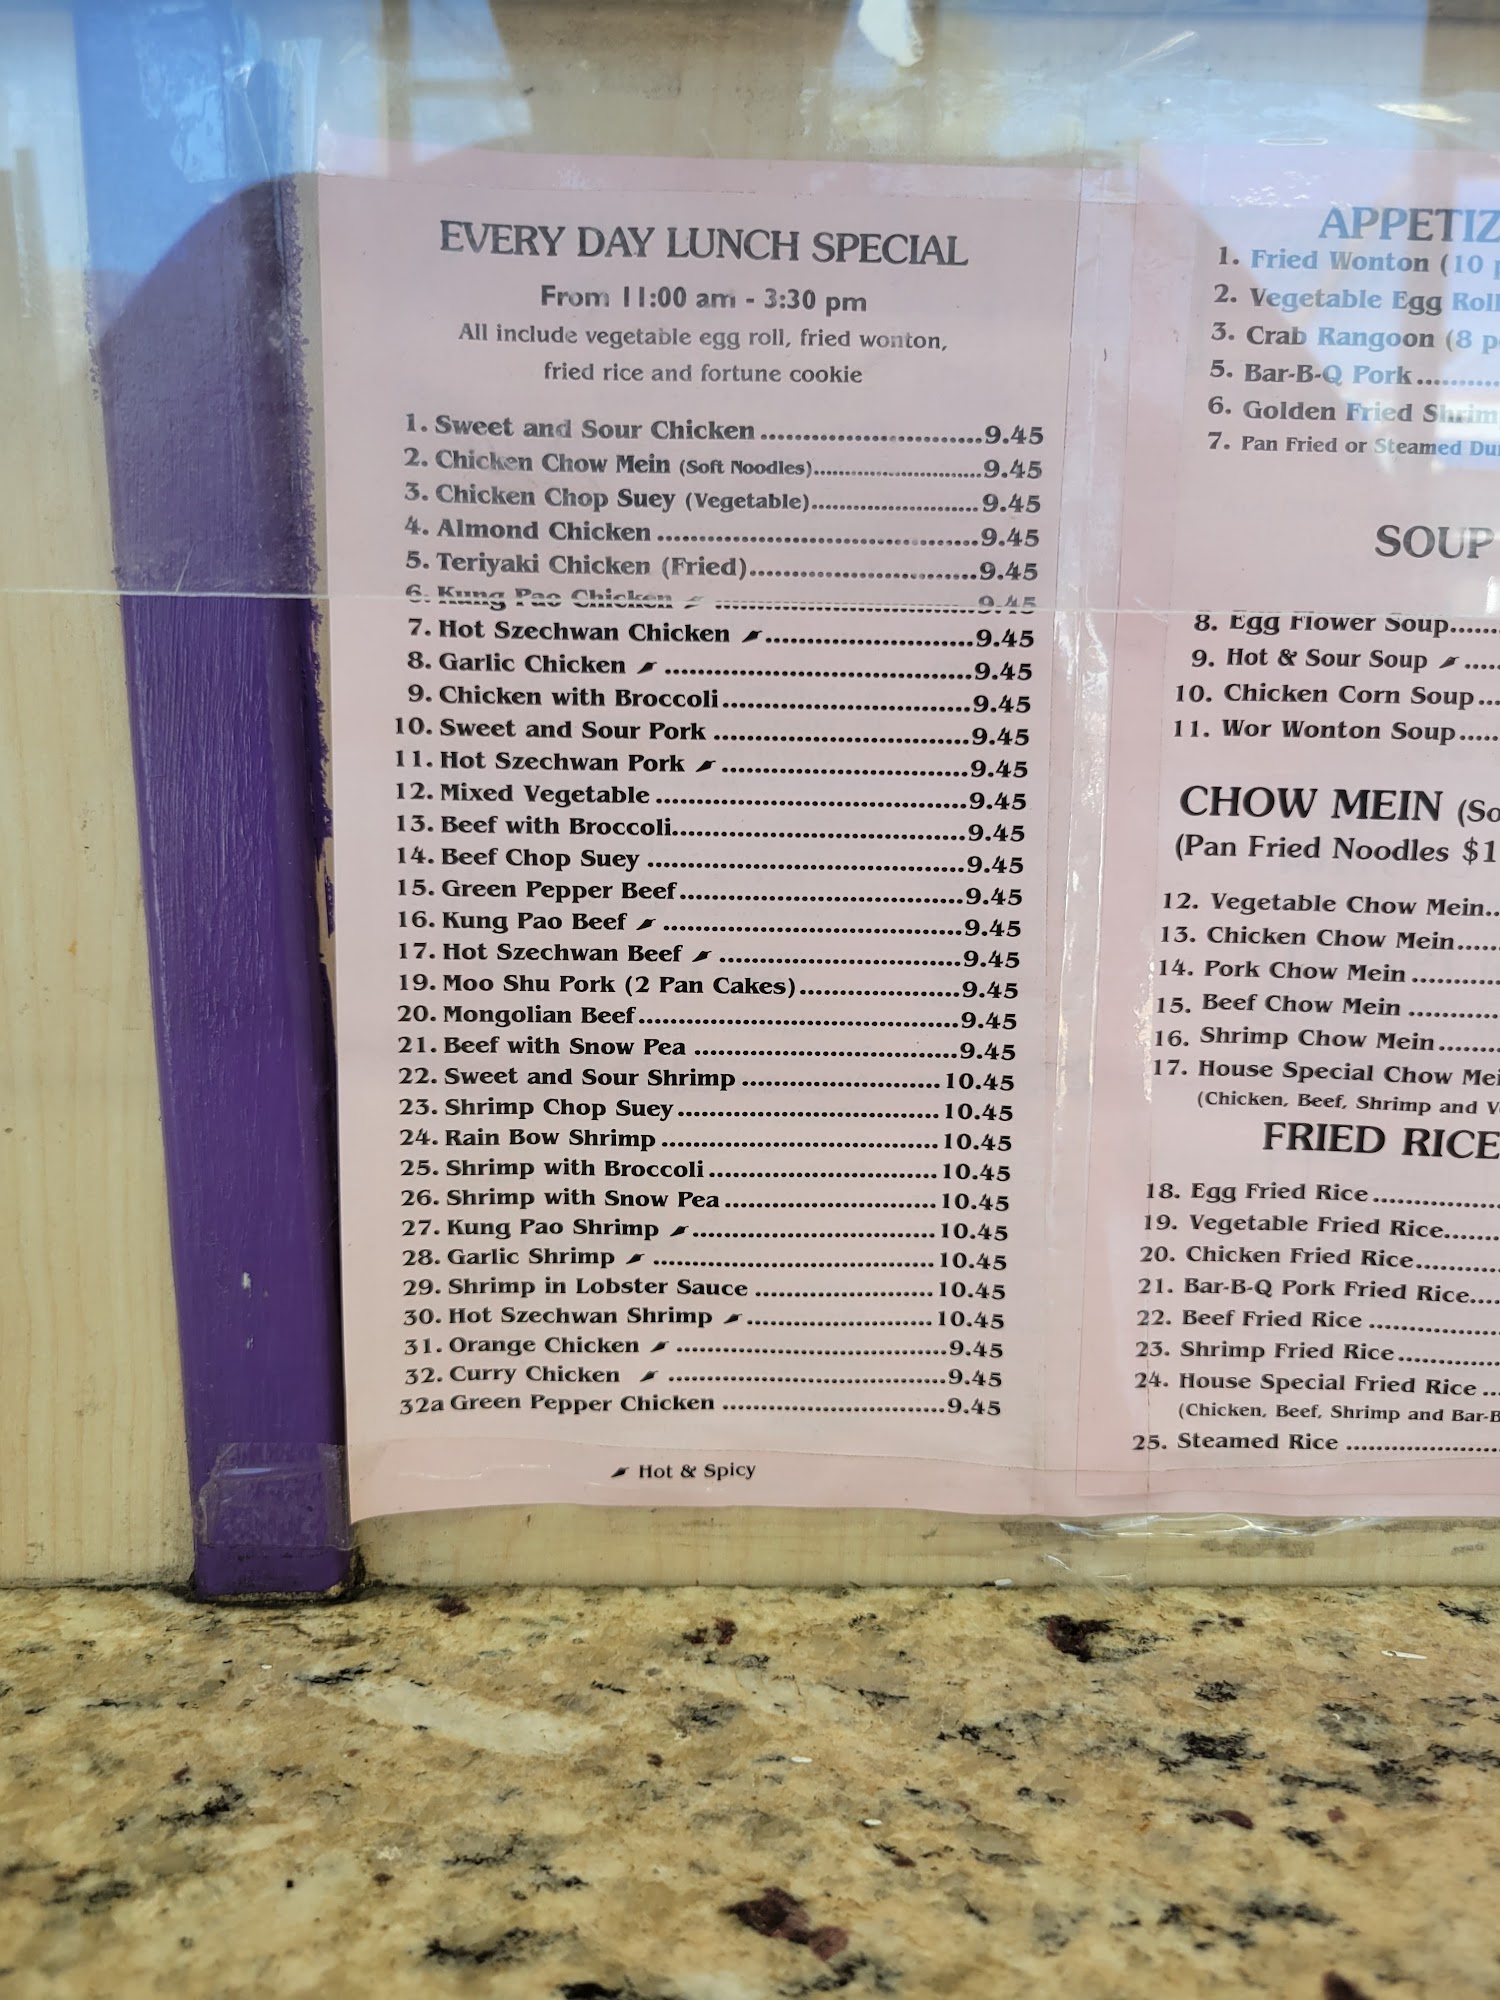 EVERY DAY LUNCH SPECIAL
From 11:00 am - 3:30 pm
All include vegetable egg roll, fried wonton,
fried rice and fortune cookie
1. Sweet and Sour Chicken.............................9.45
2. Chicken Chow Mein (Soft Noodles)........................9.45
3. Chicken Chop Suey (Vegetable)........................9.45
4. Almond Chicken ........................................9.45
5. Teriyaki Chicken (Fried)............................9.45
6. Kung Pao Chicken ................................9.45
7. Hot Szechwan Chicken ..........................9.45
8. Garlic Chicken ......................................9.45
9. Chicken with Broccoli...............................9.45
10. Sweet and Sour Pork ................................9.45
11. Hot Szechwan Pork ...............................9.45
12. Mixed Vegetable .......................................9.45
13. Beef with Broccoli.....................................9.45
14. Beef Chop Suey ........................................9.45
15. Green Pepper Beef....................................9.45
16. Kung Pao Beef ......................................9.45
17. Hot Szechwan Beef ...............................9.45
19. Moo Shu Pork (2 Pan Cakes)....................9.45
20. Mongolian Beef.........................................9.45
21. Beef with Snow Pea .................................9.45
22. Sweet and Sour Shrimp .........................10.45
23. Shrimp Chop Suey.................................10.45
24. Rain Bow Shrimp ...................................10.45
25. Shrimp with Broccoli.............................10.45
26. Shrimp with Snow Pea...........................10.45
27. Kung Pao Shrimp ...............................10.45
28. Garlic Shrimp ....................................10.45
29. Shrimp in Lobster Sauce .......................10.45
30. Hot Szechwan Shrimp ........................10.45
31. Orange Chicken ...................................9.45
32. Curry Chicken ....................................9.45
32a Green Pepper Chicken .............................9.45
Hot & Spicy
APPETIZ
1. Fried Wonton (10 p
2. Vegetable Egg Roll
3. Crab Rangoon (8 p
5. Bar-B-Q Pork..........
6. Golden Fried Shrim
7. Pan Fried or Steamed Du
SOUP
8. Egg Flower Soup......
9. Hot & Sour Soup ....
10. Chicken Corn Soup...
11. Wor Wonton Soup.....
CHOW MEIN (So
(Pan Fried Noodles $1
12. Vegetable Chow Mein..
13. Chicken Chow Mein.....
14. Pork Chow Mein ..........
15. Beef Chow Mein ..........
16. Shrimp Chow Mein.......
17. House Special Chow Mei
(Chicken, Beef, Shrimp and V
FRIED RICE
18. Egg Fried Rice..............
19. Vegetable Fried Rice......
20. Chicken Fried Rice.........
21. Bar-B-Q Pork Fried Rice....
22. Beef Fried Rice ..............
23. Shrimp Fried Rice...........
24. House Special Fried Rice ...
(Chicken, Beef, Shrimp and Bar-B
25. Steamed Rice ..................